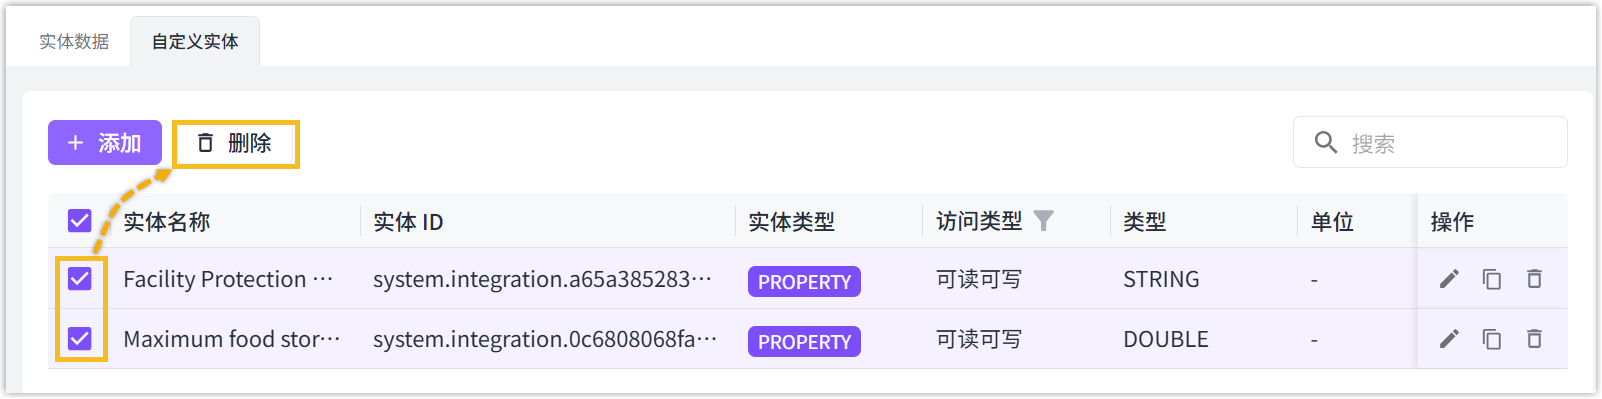 实体数据 自定义实体
+ 添加 删除 搜索
实体名称 实体 ID 实体类型 访问类型 类型 单位 操作
Facility Protection ··· system.integration.a65a385283··· PROPERTY 可读可写 STRING -
Maximum food stor··· system.integration.0c6808068fa··· PROPERTY 可读可写 DOUBLE -